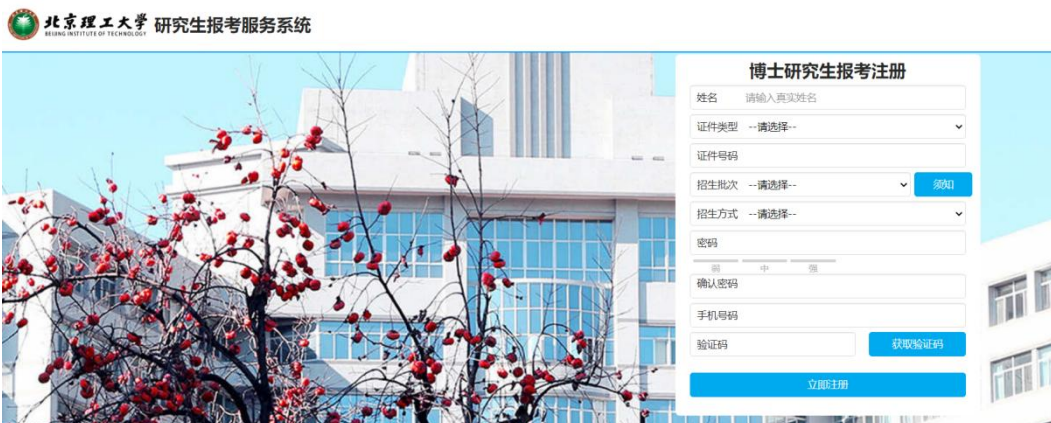 北京理工大学 研究生报考服务系统
BEIJING INSTITUTE OF TECHNOLOGY
博士研究生报考注册
姓名 请输入真实姓名
证件类型 --请选择--
证件号码
招生批次 --请选择-- 须知
招生方式 --请选择--
密码
弱 中 强
确认密码
手机号码
验证码 获取验证码
立即注册